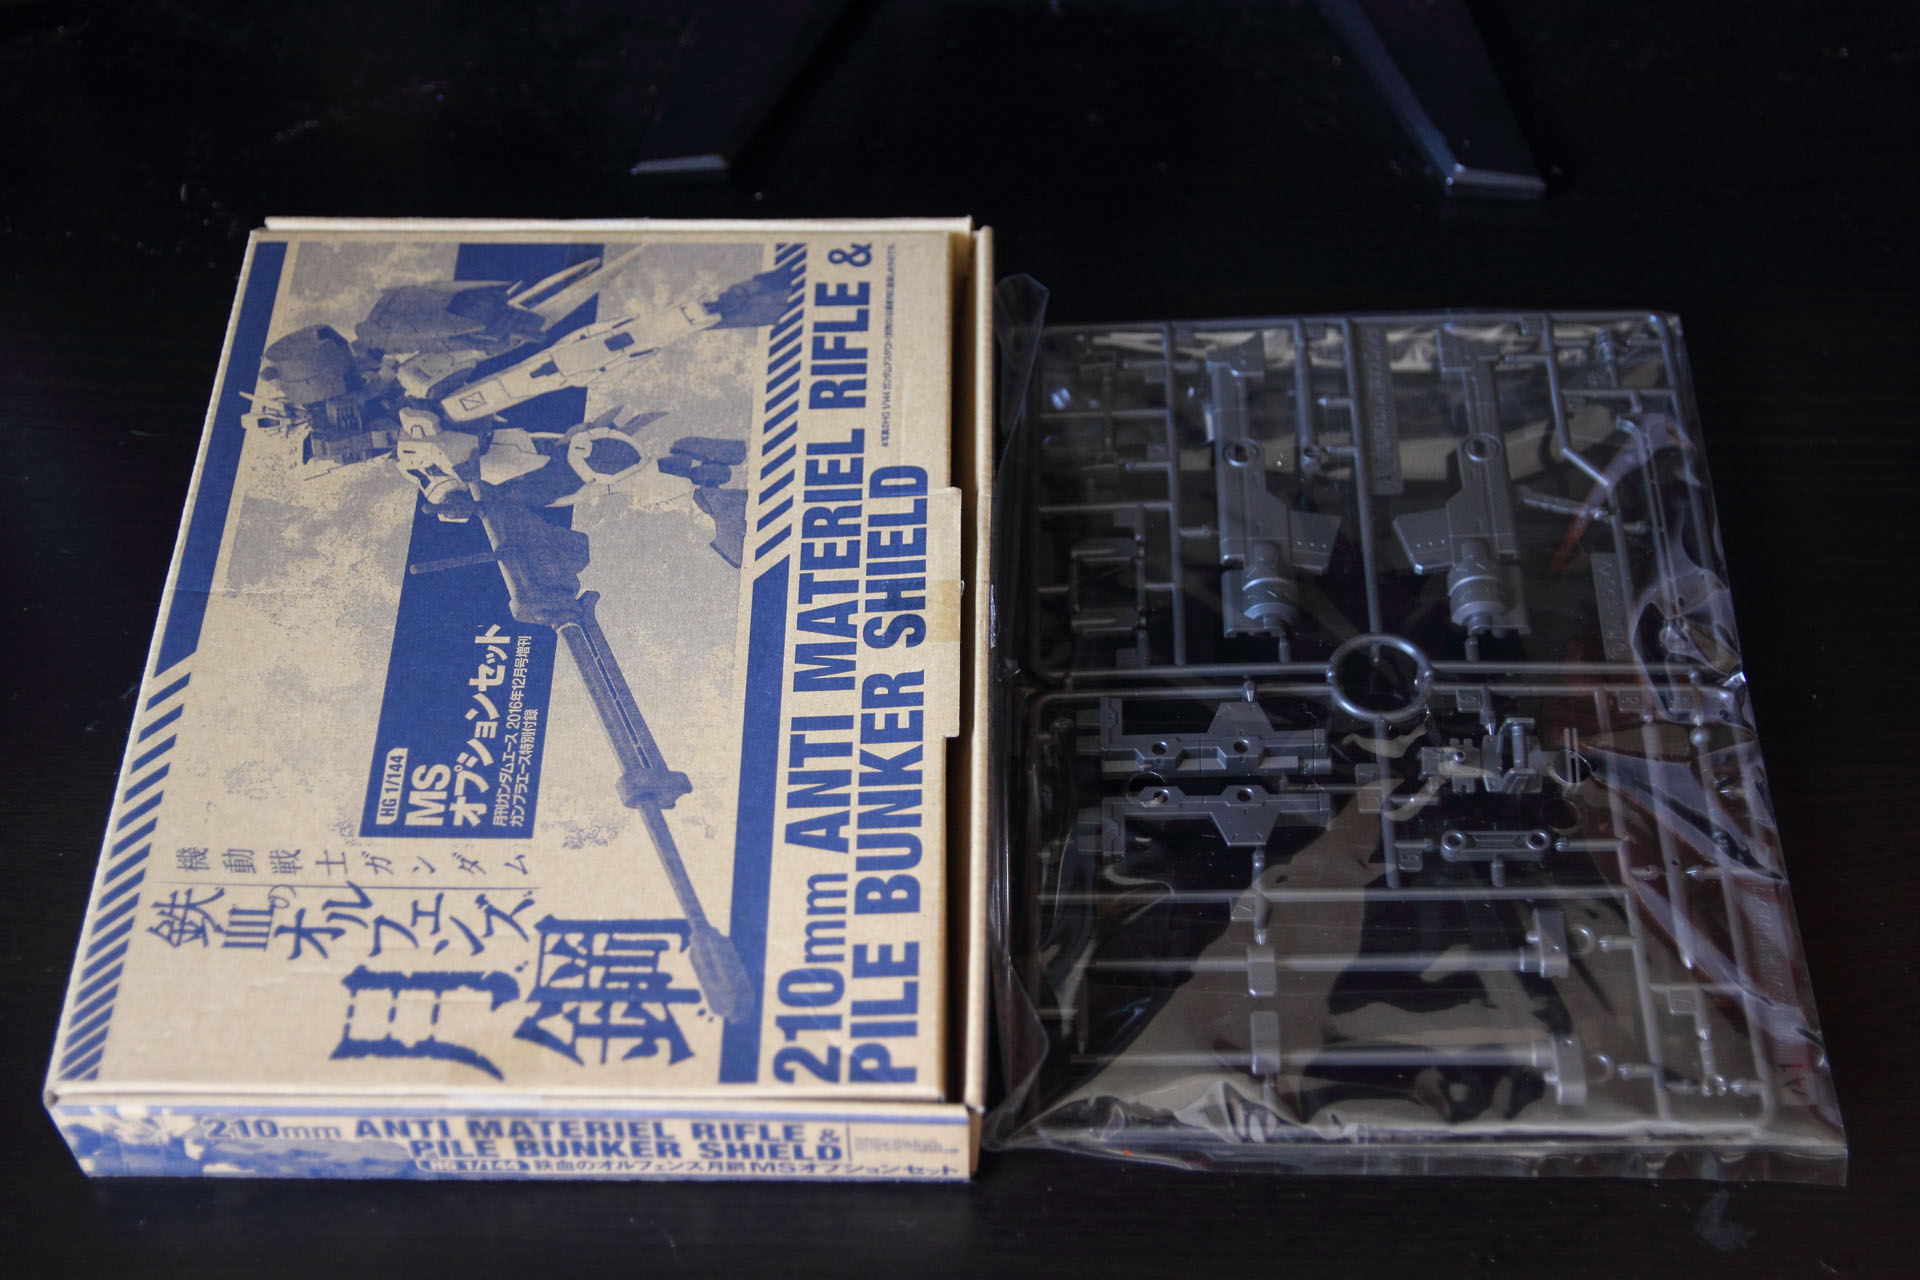 210mm ANTI MATERIEL RIFLE &
PILE BUNKER SHIELD
HG 1/144
MS
オプションセット
月刊ガンダムエース 2016年12月号増刊
ガンプラエース特別付録
機動戦士ガンダム
鉄血のオルフェンズ
月鋼
210mm ANTI MATERIEL RIFLE &
PILE BUNKER SHIELD
HG 1/144 鉄血のオルフェンズ月鋼MSオプションセット
A1